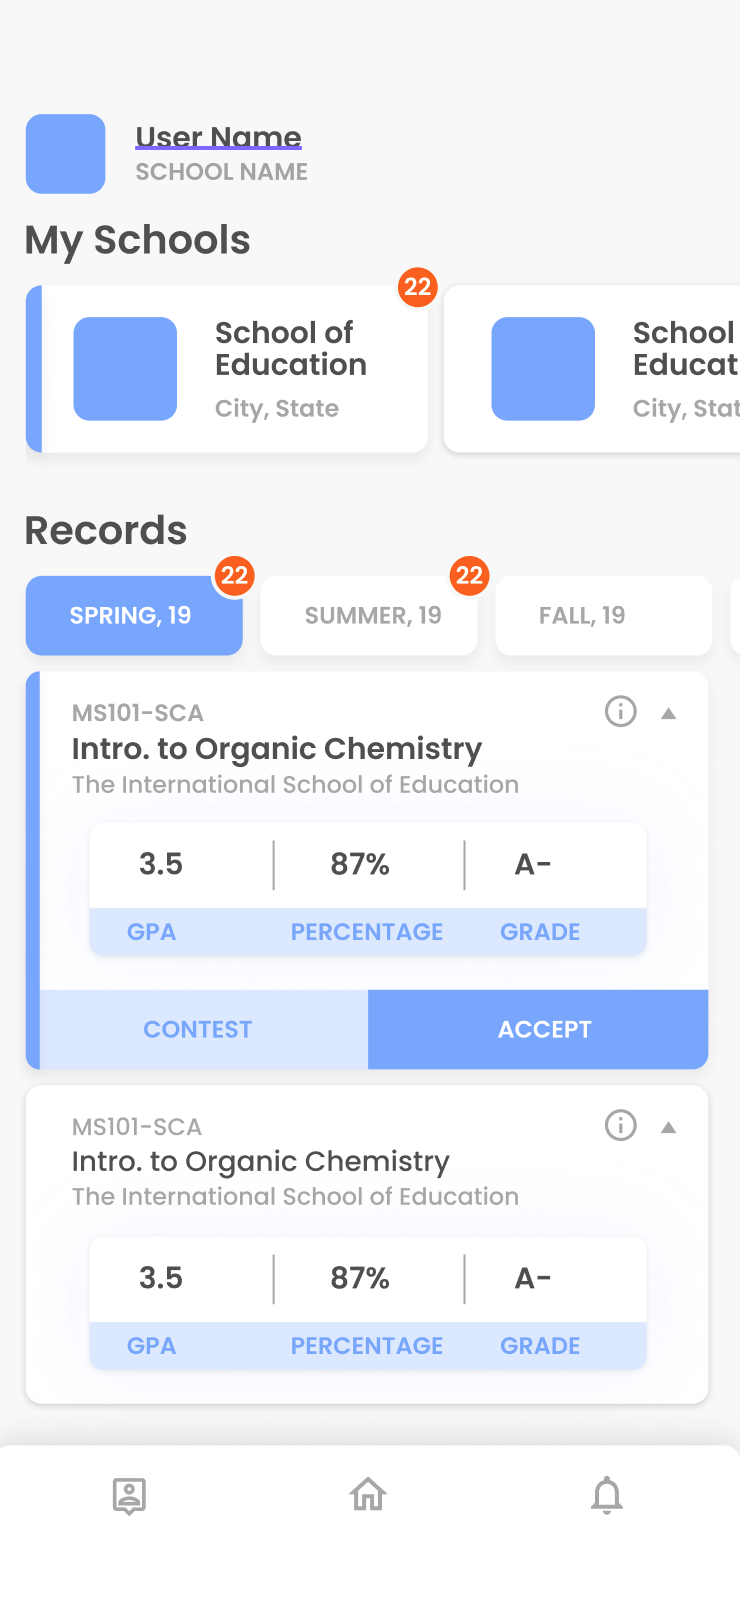 User Name
SCHOOL NAME
My Schools
22
School of
Education
City, State
School
Educat
City, Stat
Records
22
22
SPRING, 19
SUMMER, 19
FALL, 19
MS101-SCA
Intro. to Organic Chemistry
The International School of Education
3.5
87%
A-
GPA
PERCENTAGE
GRADE
CONTEST
ACCEPT
MS101-SCA
Intro. to Organic Chemistry
The International School of Education
3.5
87%
A-
GPA
PERCENTAGE
GRADE